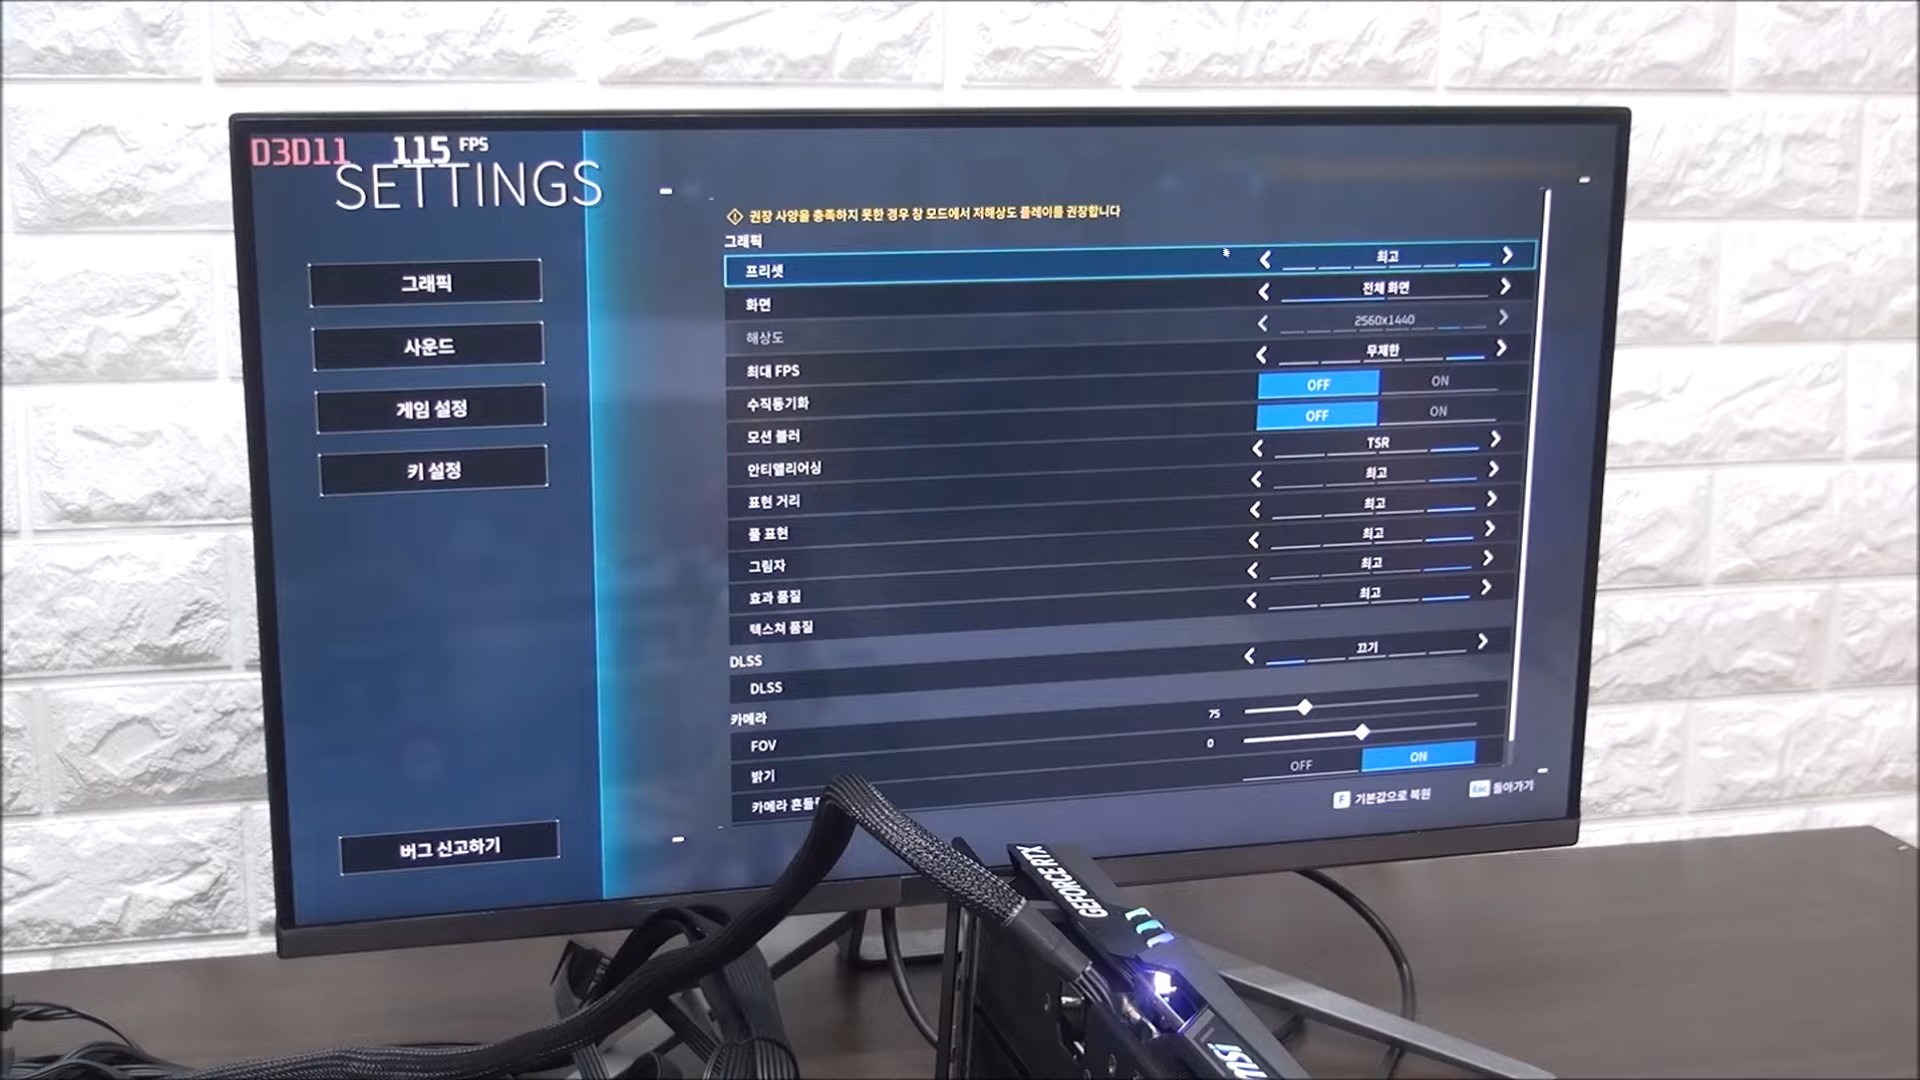 D3D11 115 FPS
SETTINGS
그래픽
사운드
게임 설정
키 설정
버그 신고하기
권장 사양을 충족하지 못한 경우 창 모드에서 저해상도 플레이를 권장합니다
그래픽
프리셋 최고
화면 전체 화면
해상도 2560x1440
최대 FPS 무제한
수직동기화 OFF ON
모션 블러 OFF ON
안티앨리어싱 TSR
표현 거리 최고
풀 표현 최고
그림자 최고
효과 품질 최고
텍스쳐 품질 최고
DLSS
DLSS 끄기
카메라
FOV 75
밝기 0
카메라 OFF ON
F 기본값으로 복원 Esc 돌아가기
GEFORCE RTX
MSI